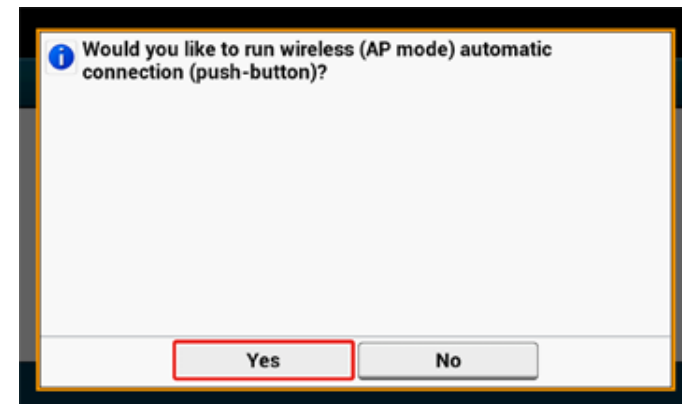 Would you like to run wireless (AP mode) automatic
connection (push-button)?
Yes
No